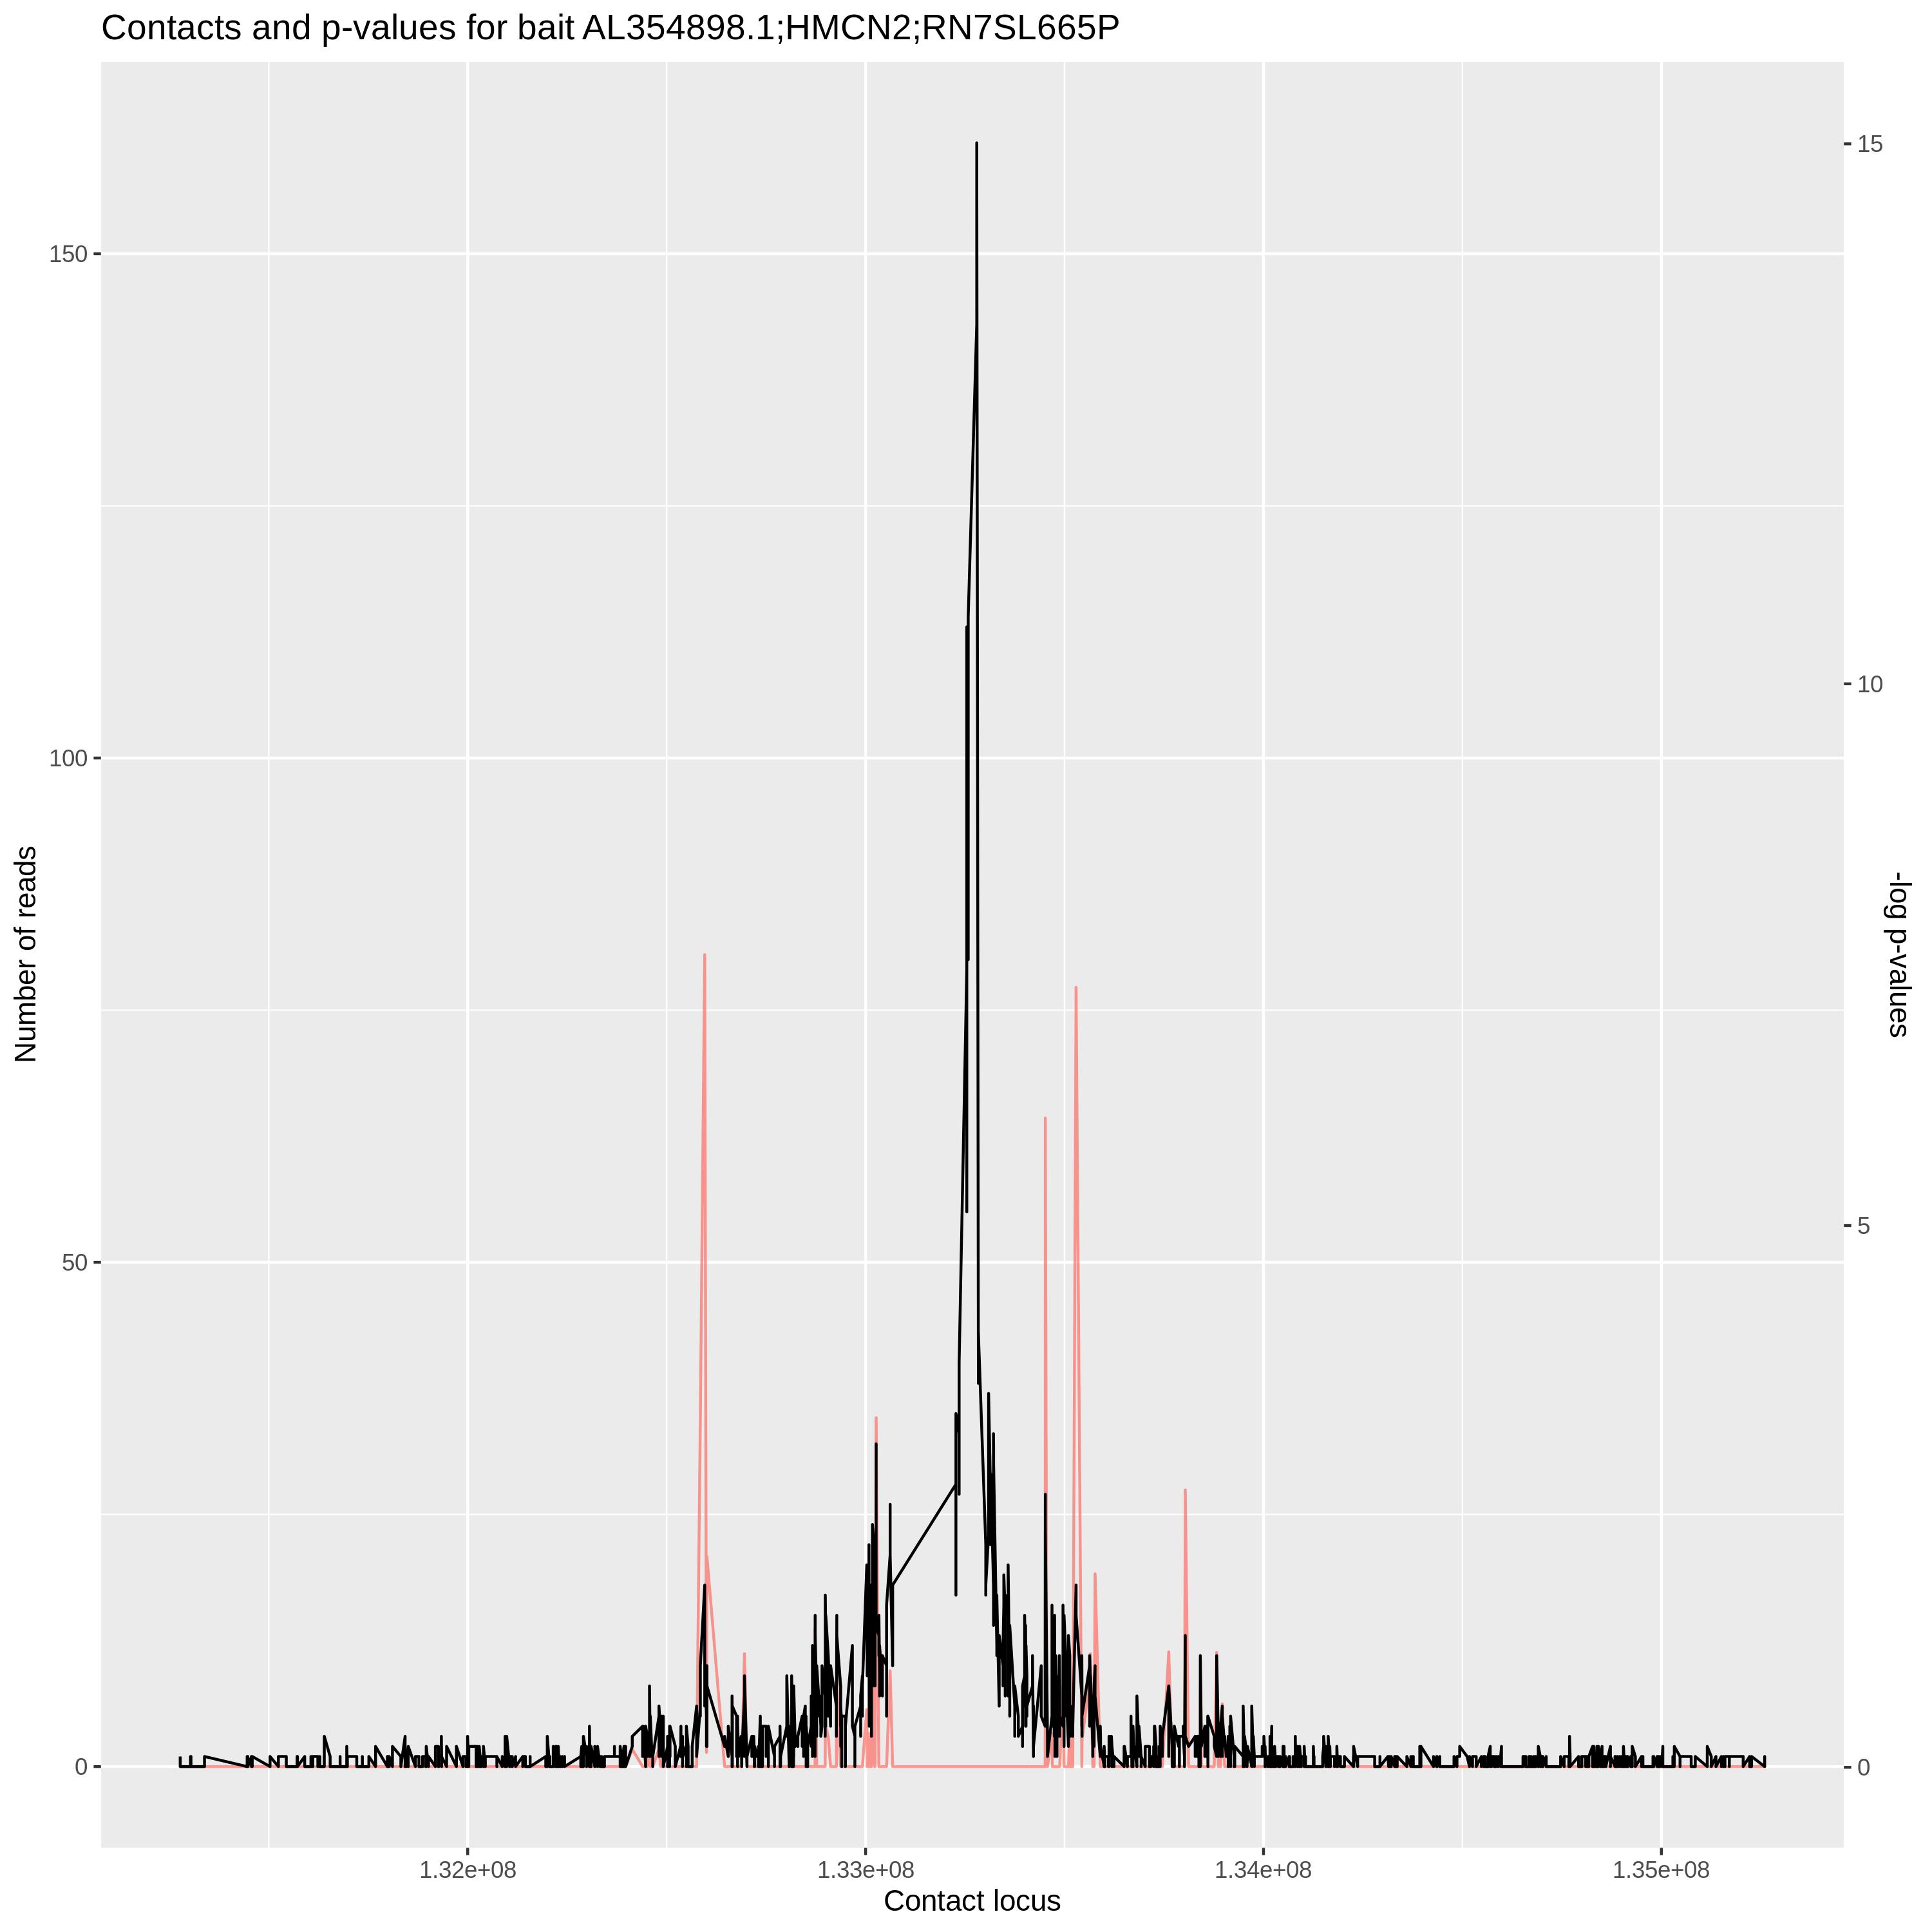 Contacts and p-values for bait AL354898.1;HMCN2;RN7SL665P
150
100
50
0
Number of reads
15
10
5
0
-log p-values
1.32e+08
1.33e+08
1.34e+08
1.35e+08
Contact locus